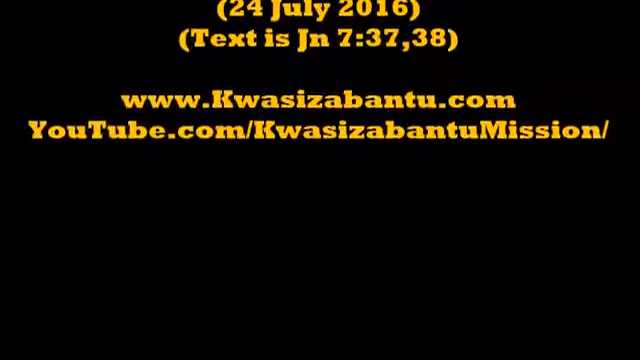 (24 July 2016)
(Text is Jn 7:37,38)
www.Kwasizabantu.com
YouTube.com/KwasizabantuMission/